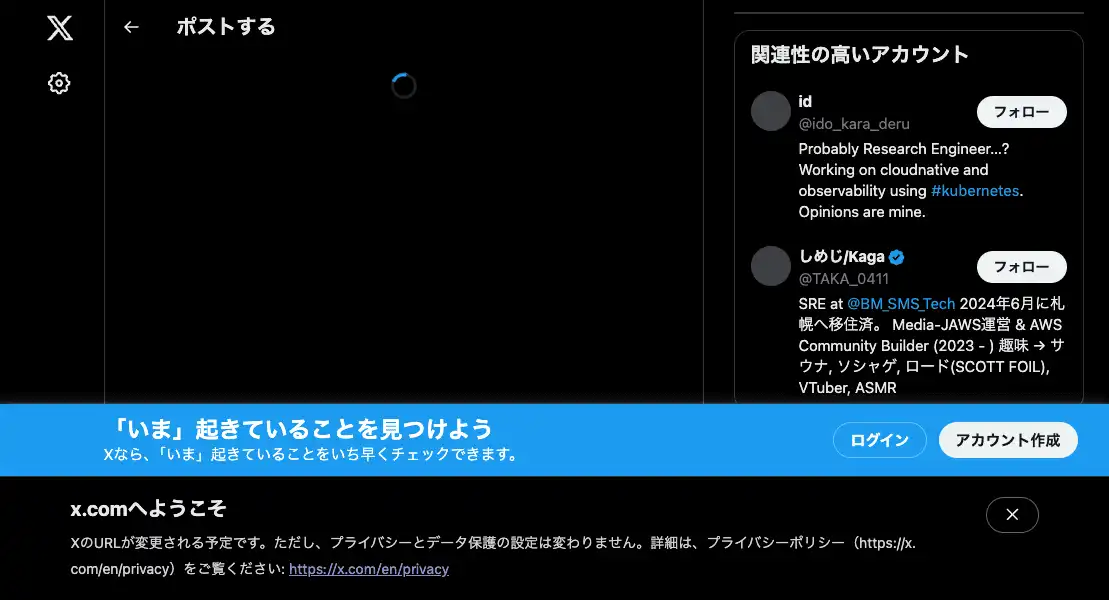 ポストする
関連性の高いアカウント
id
@ido_kara_deru
フォロー
Probably Research Engineer...?
Working on cloudnative and
observability using #kubernetes.
Opinions are mine.
しめじ/Kaga
@TAKA_0411
フォロー
SRE at @BM_SMS_Tech 2024年6月に札
幌へ移住済。 Media-JAWS運営 & AWS
Community Builder (2023 - ) 趣味 → サ
ウナ, ソシャゲ, ロード(SCOTT FOIL),
VTuber, ASMR
「いま」起きていることを見つけよう
Xなら、「いま」起きていることをいち早くチェックできます。
ログイン
アカウント作成
x.comへようこそ
XのURLが変更される予定です。ただし、プライバシーとデータ保護の設定は変わりません。詳細は、プライバシーポリシー（https://x.
com/en/privacy）をご覧ください: https://x.com/en/privacy